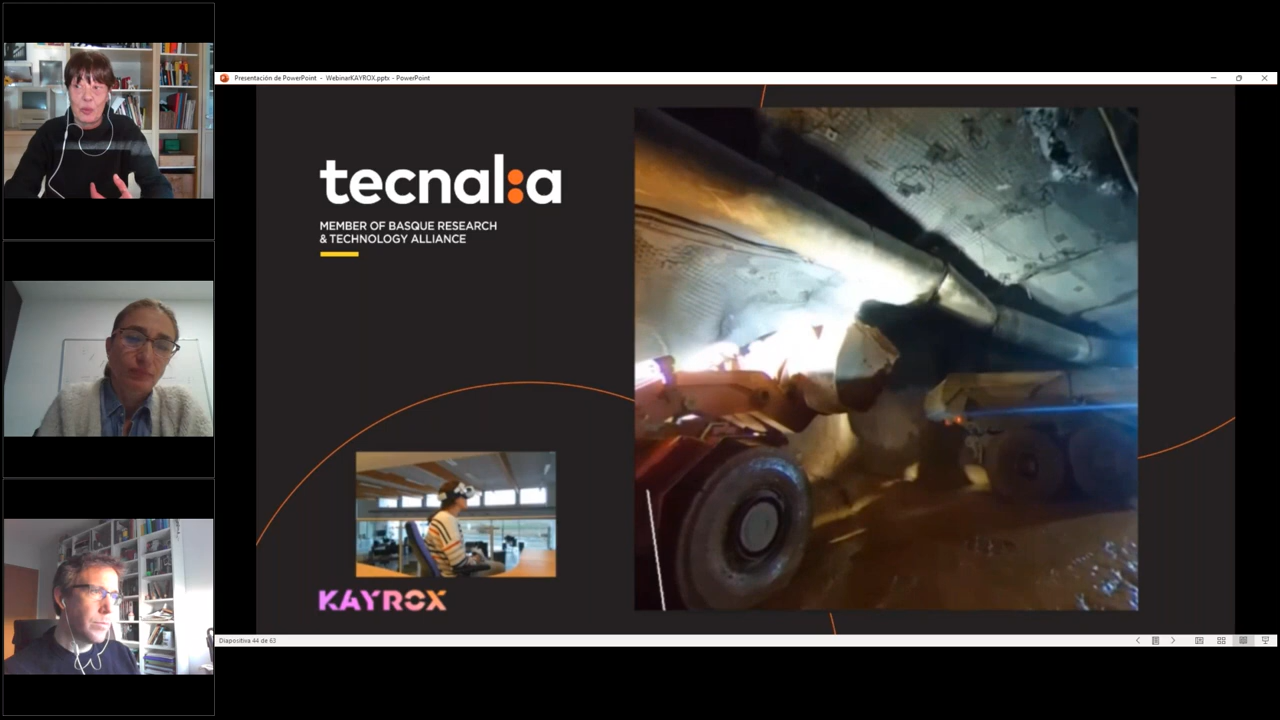 Presentación de PowerPoint - WebinarKAYROX.pptx - PowerPoint
tecnalia
MEMBER OF BASQUE RESEARCH
& TECHNOLOGY ALLIANCE
KAYROX
Diapositiva 44 de 63